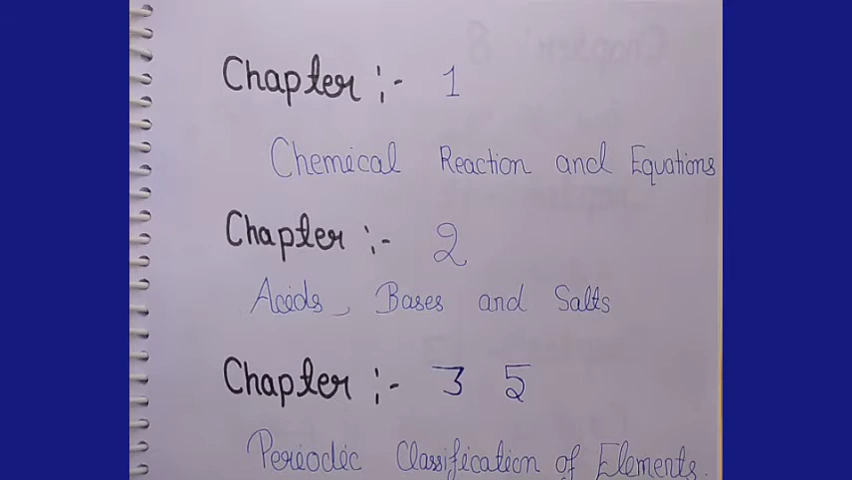 Chapter :- 1
Chemical Reaction and Equations
Chapter :- 2
Acids, Bases and Salts
Chapter :- 3 5
Periodic Classification of Elements.